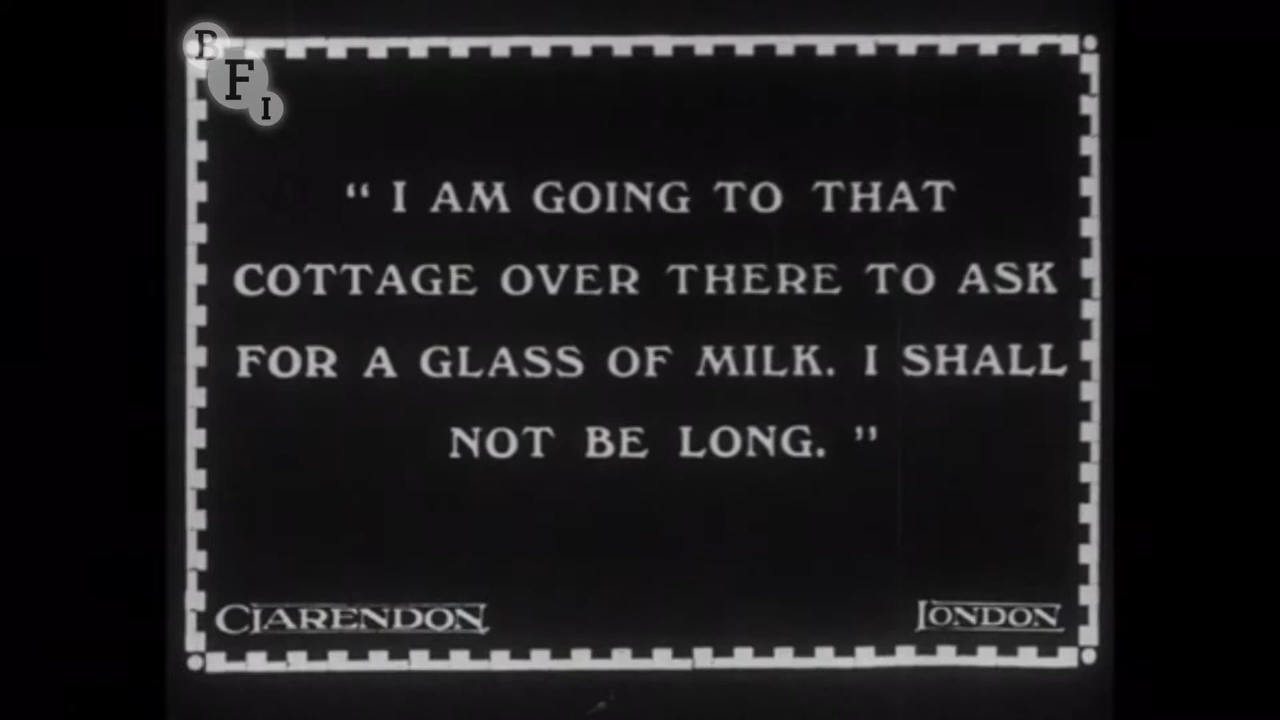 BFI
“ I AM GOING TO THAT
COTTAGE OVER THERE TO ASK
FOR A GLASS OF MILK. I SHALL
NOT BE LONG. ”
CLARENDON LONDON